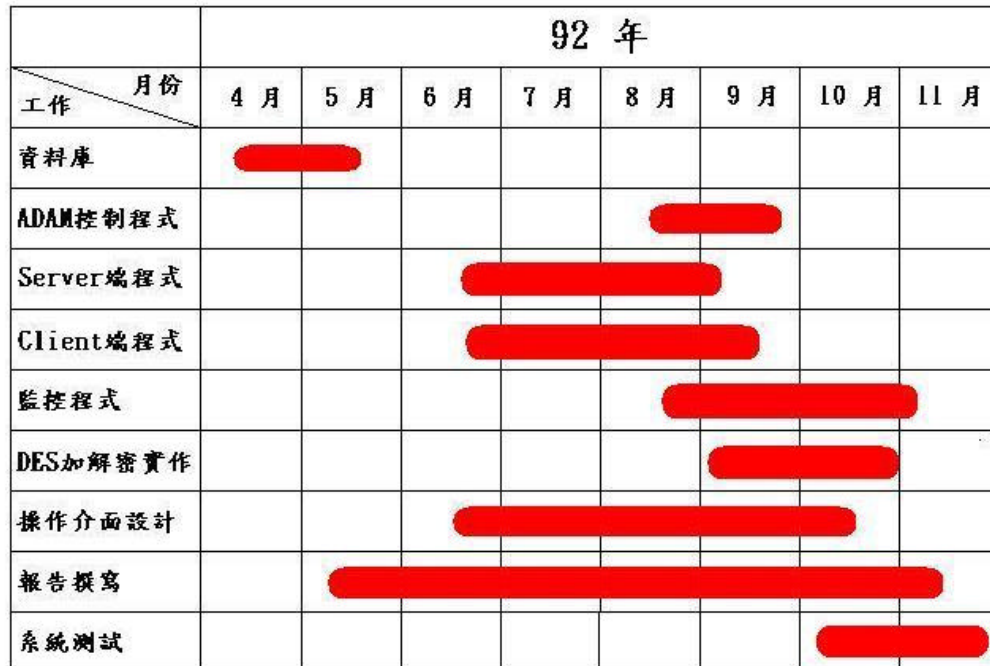 92 年
月份
工作
4 月 5 月 6 月 7 月 8 月 9 月 10 月 11 月
資料庫
ADAM控制程式
Server端程式
Client端程式
監控程式
DES加解密實作
操作介面設計
報告撰寫
系統測試